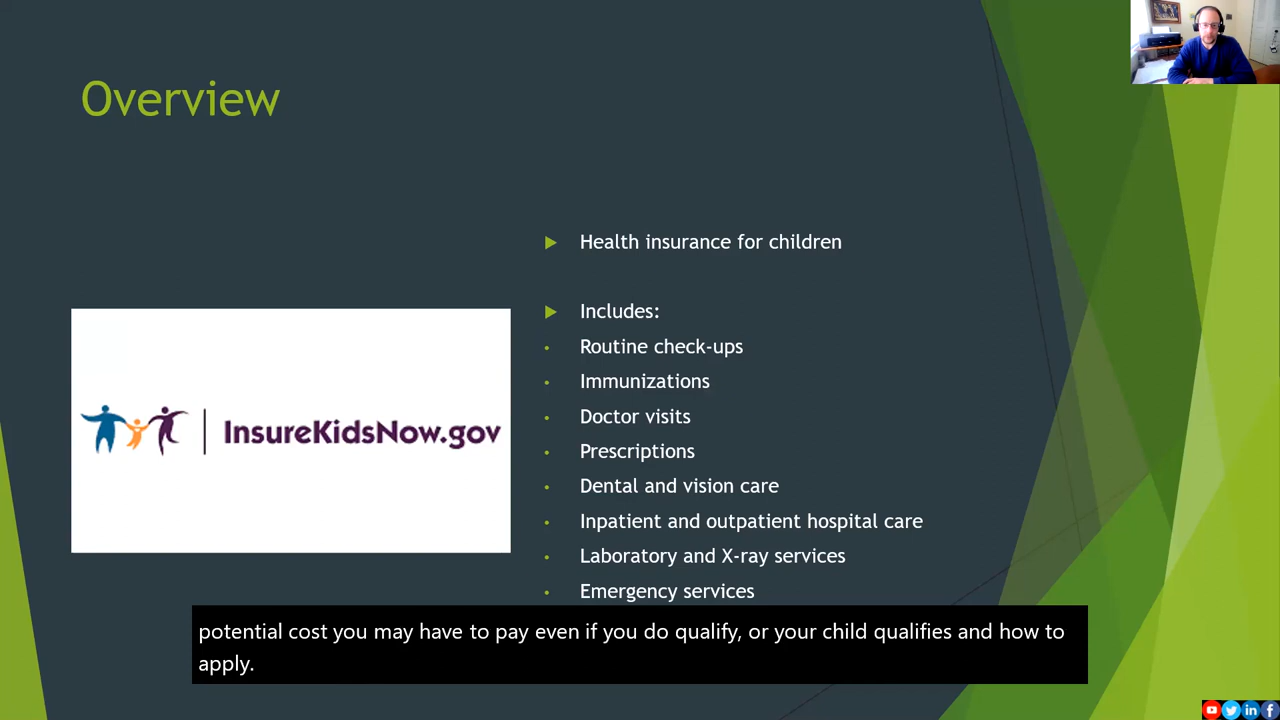 Overview
Health insurance for children
Includes:
Routine check-ups
Immunizations
Doctor visits
Prescriptions
Dental and vision care
Inpatient and outpatient hospital care
Laboratory and X-ray services
Emergency services
InsureKidsNow.gov
potential cost you may have to pay even if you do qualify, or your child qualifies and how to
apply.